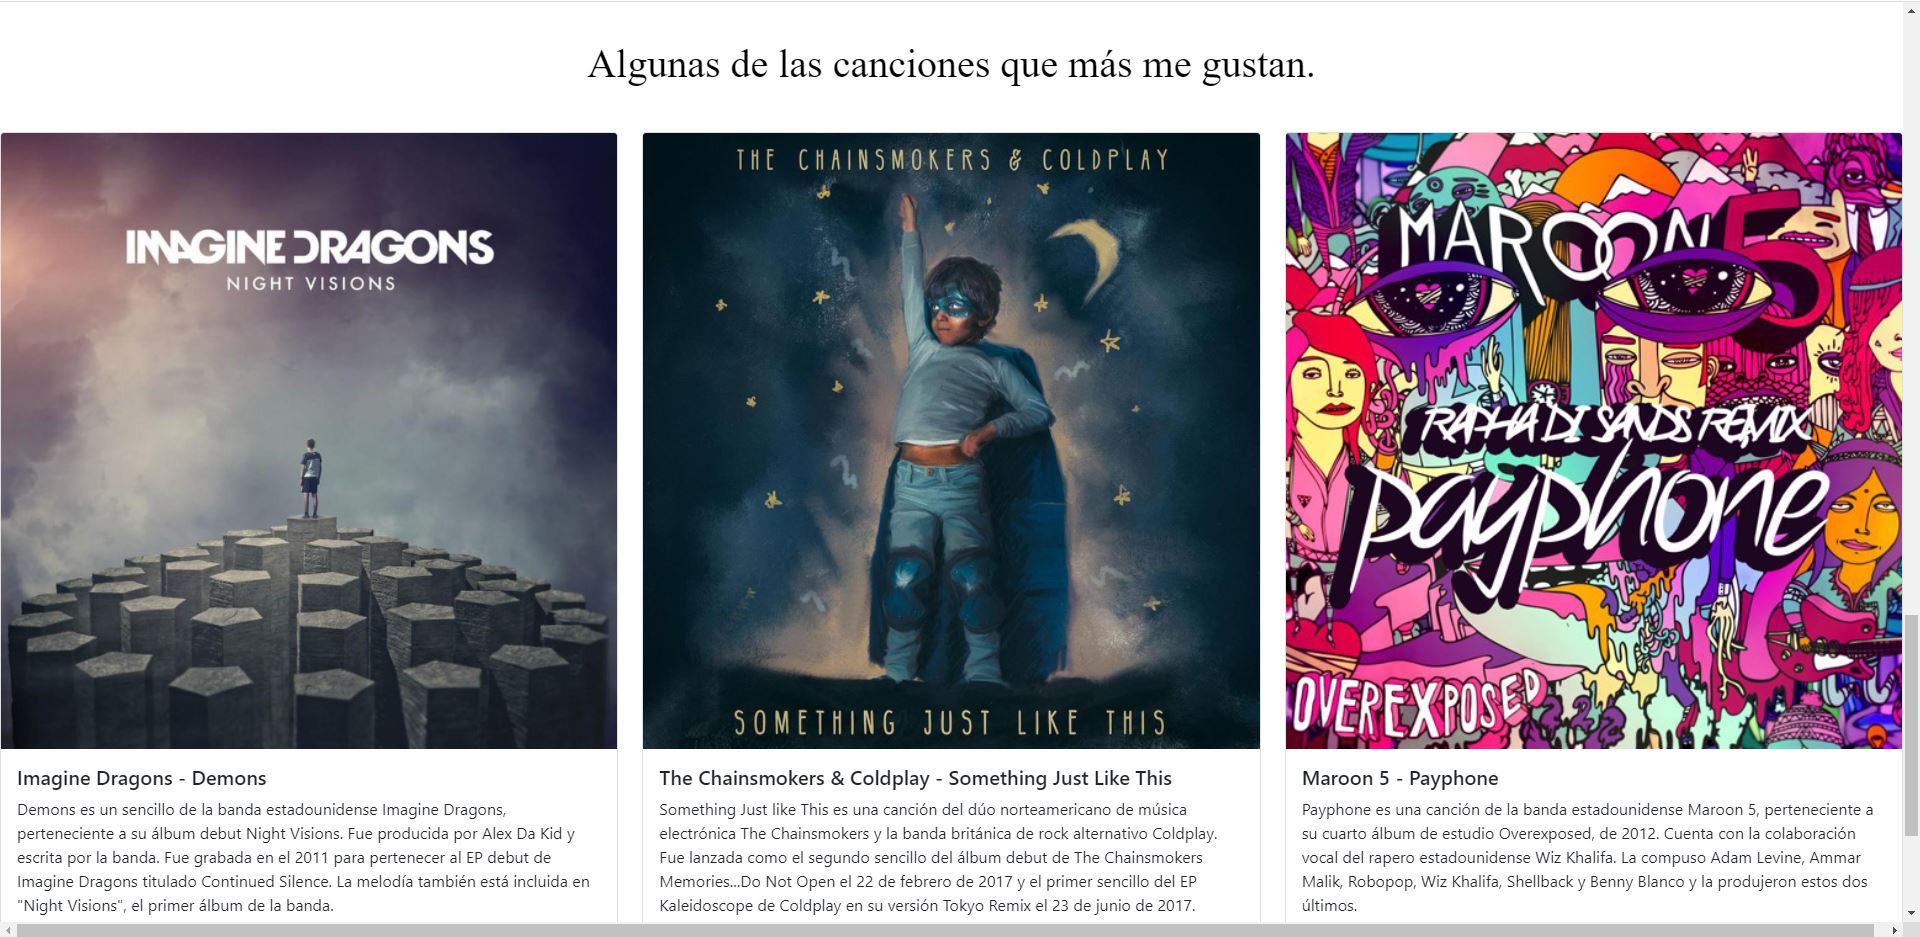 Algunas de las canciones que más me gustan.
IMAGINE DRAGONS
NIGHT VISIONS
Imagine Dragons - Demons
Demons es un sencillo de la banda estadounidense Imagine Dragons,
perteneciente a su álbum debut Night Visions. Fue producida por Alex Da Kid y
escrita por la banda. Fue grabada en el 2011 para pertenecer al EP debut de
Imagine Dragons titulado Continued Silence. La melodía también está incluida en
"Night Visions", el primer álbum de la banda.
THE CHAINSMOKERS & COLDPLAY
SOMETHING JUST LIKE THIS
The Chainsmokers & Coldplay - Something Just Like This
Something Just like This es una canción del dúo norteamericano de música
electrónica The Chainsmokers y la banda británica de rock alternativo Coldplay.
Fue lanzada como el segundo sencillo del álbum debut de The Chainsmokers
Memories...Do Not Open el 22 de febrero de 2017 y el primer sencillo del EP
Kaleidoscope de Coldplay en su versión Tokyo Remix el 23 de junio de 2017.
MAROON 5
RAPHA DI SANDS REMIX
payphone
OVEREXPOSED
Maroon 5 - Payphone
Payphone es una canción de la banda estadounidense Maroon 5, perteneciente a
su cuarto álbum de estudio Overexposed, de 2012. Cuenta con la colaboración
vocal del rapero estadounidense Wiz Khalifa. La compuso Adam Levine, Ammar
Malik, Robopop, Wiz Khalifa, Shellback y Benny Blanco y la produjeron estos dos
últimos.